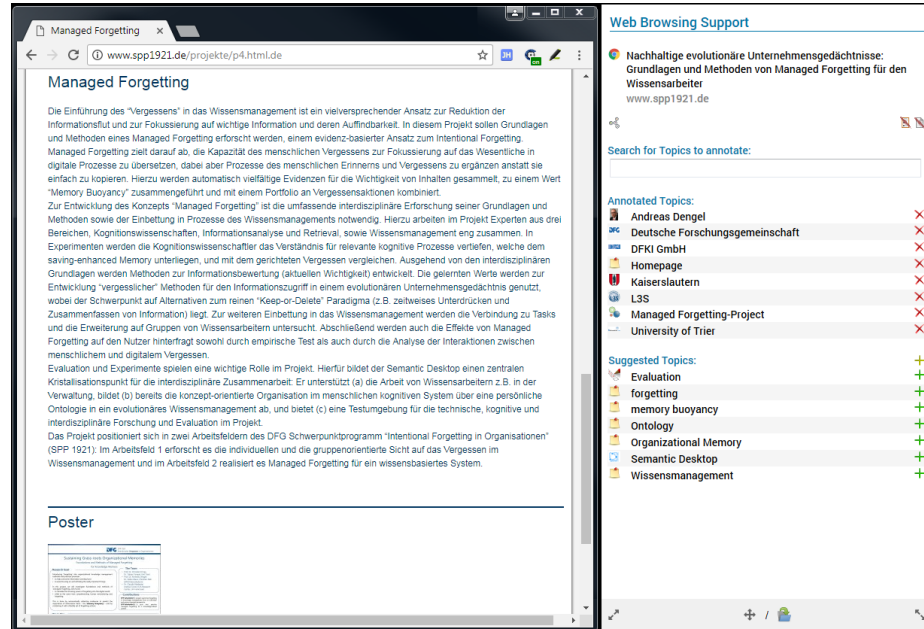 Managed Forgetting
www.spp1921.de/projekte/p4.html.de
JH
on
Managed Forgetting
Die Einführung des "Vergessens" in das Wissensmanagement ist ein vielversprechender Ansatz zur Reduktion der
Informationsflut und zur Fokussierung auf wichtige Information und deren Auffindbarkeit. In diesem Projekt sollen Grundlagen
und Methoden eines Managed Forgetting erforscht werden, einem evidenz-basierter Ansatz zum Intentional Forgetting.
Managed Forgetting zielt darauf ab, die Kapazität des menschlichen Vergessens zur Fokussierung auf das Wesentliche in
digitale Prozesse zu übersetzen, dabei aber Prozesse des menschlichen Erinnerns und Vergessens zu ergänzen anstatt sie
einfach zu kopieren. Hierzu werden automatisch vielfältige Evidenzen für die Wichtigkeit von Inhalten gesammelt, zu einem Wert
"Memory Buoyancy" zusammengeführt und mit einem Portfolio an Vergessensaktionen kombiniert.
Zur Entwicklung des Konzepts "Managed Forgetting" ist die umfassende interdisziplinäre Erforschung seiner Grundlagen und
Methoden sowie der Einbettung in Prozesse des Wissensmanagements notwendig. Hierzu arbeiten im Projekt Experten aus drei
Bereichen, Kognitionswissenschaften, Informationsanalyse und Retrieval, sowie Wissensmanagement eng zusammen. In
Experimenten werden die Kognitionswissenschaftler das Verständnis für relevante kognitive Prozesse vertiefen, welche dem
saving-enhanced Memory unterliegen, und mit dem gerichteten Vergessen vergleichen. Ausgehend von den interdisziplinären
Grundlagen werden Methoden zur Informationsbewertung (aktuellen Wichtigkeit) entwickelt. Die gelernten Werte werden zur
Entwicklung "vergesslicher" Methoden für den Informationszugriff in einem evolutionären Unternehmensgedächtnis genutzt,
wobei der Schwerpunkt auf Alternativen zum reinen "Keep-or-Delete" Paradigma (z.B. zeitweises Unterdrücken und
Zusammenfassen von Information) liegt. Zur weiteren Einbettung in das Wissensmanagement werden die Verbindung zu Tasks
und die Erweiterung auf Gruppen von Wissensarbeitern untersucht. Abschließend werden auch die Effekte von Managed
Forgetting auf den Nutzer hinterfragt sowohl durch empirische Test als auch durch die Analyse der Interaktionen zwischen
menschlichem und digitalem Vergessen.
Evaluation und Experimente spielen eine wichtige Rolle im Projekt. Hierfür bildet der Semantic Desktop einen zentralen
Kristallisationspunkt für die interdisziplinäre Zusammenarbeit: Er unterstützt (a) die Arbeit von Wissensarbeitern z.B. in der
Verwaltung, bildet (b) bereits die konzept-orientierte Organisation im menschlichen kognitiven System über eine persönliche
Ontologie in ein evolutionäres Wissensmanagement ab, und bietet (c) eine Testumgebung für die technische, kognitive und
interdisziplinäre Forschung und Evaluation im Projekt.
Das Projekt positioniert sich in zwei Arbeitsfeldern des DFG Schwerpunktprogramm "Intentional Forgetting in Organisationen"
(SPP 1921): Im Arbeitsfeld 1 erforscht es die individuellen und die gruppenorientierte Sicht auf das Vergessen im
Wissensmanagement und im Arbeitsfeld 2 realisiert es Managed Forgetting für ein wissensbasiertes System.
Poster
DFG
Web Browsing Support
Nachhaltige evolutionäre Unternehmensgedächtnisse:
Grundlagen und Methoden von Managed Forgetting für den
Wissensarbeiter
www.spp1921.de
Search for Topics to annotate:
Annotated Topics:
Andreas Dengel
DFG Deutsche Forschungsgemeinschaft
DFKI GmbH
Homepage
Kaiserslautern
L3S
Managed Forgetting-Project
University of Trier
Suggested Topics:
Evaluation
forgetting
memory buoyancy
Ontology
Organizational Memory
Semantic Desktop
Wissensmanagement
/